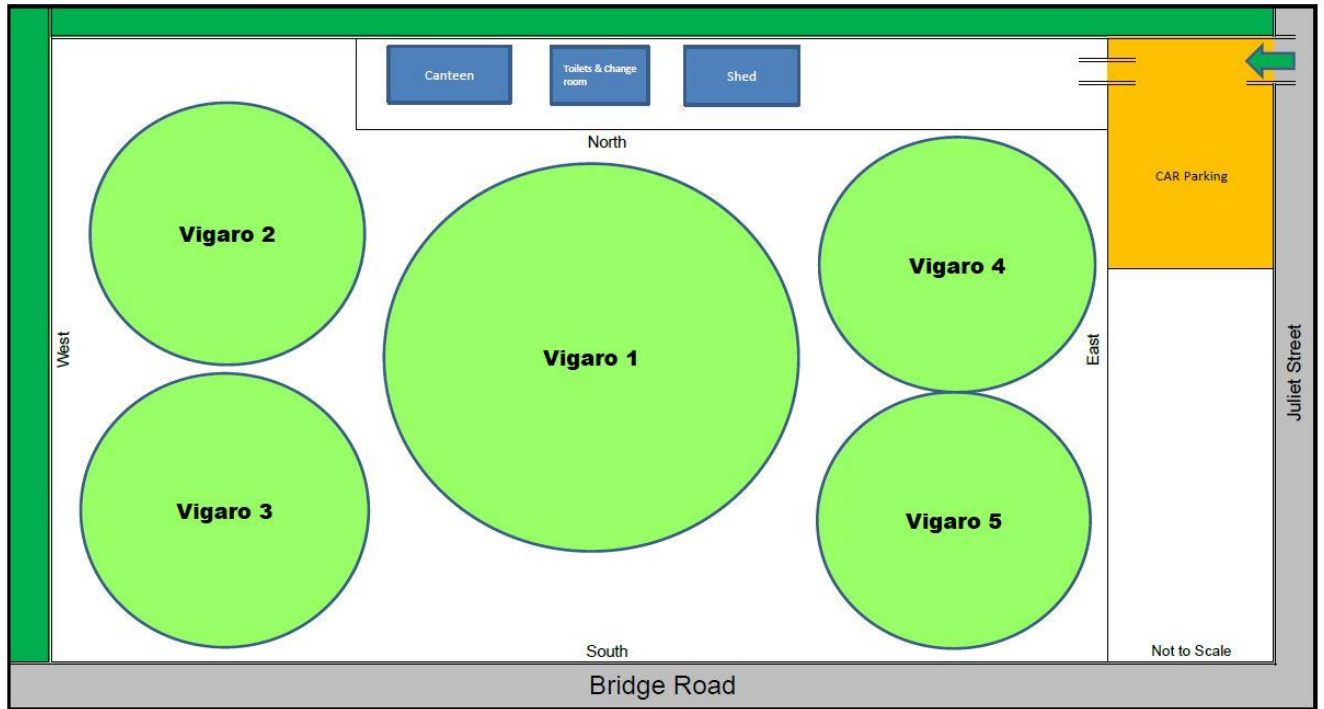 Canteen
Toilets & Change
room
Shed
North
CAR Parking
Vigaro 2
Vigaro 4
West
Vigaro 1
East
Juliet Street
Vigaro 3
Vigaro 5
South
Not to Scale
Bridge Road